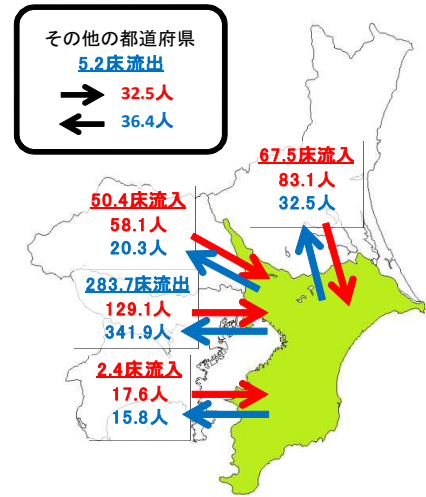 その他の都道府県
5.2床流出
32.5人
36.4人
67.5床流入
83.1人
32.5人
50.4床流入
58.1人
20.3人
283.7床流出
129.1人
341.9人
2.4床流入
17.6人
15.8人